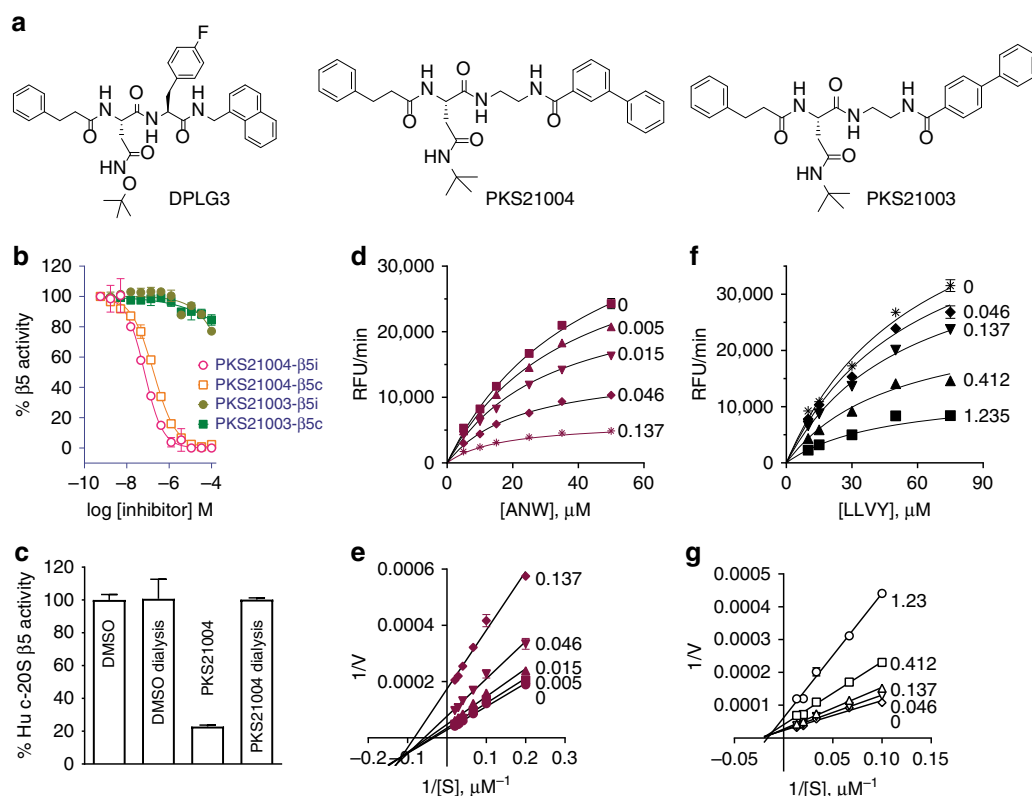 a
F
H
N
O
O
N
H
O
H
N
O
HN
O
DPLG3
H
N
O
O
N
H
H
N
O
O
HN
PKS21004
H
N
O
O
N
H
H
N
O
O
HN
PKS21003
b
120
100
80
60
40
20
0
% β5 activity
−10 −8 −6 −4
log [inhibitor] M
PKS21004-β5i
PKS21004-β5c
PKS21003-β5i
PKS21003-β5c
d
30,000
20,000
10,000
0
RFU/min
0 20 40 60
[ANW], μM
0
0.005
0.015
0.046
0.137
f
30,000
20,000
10,000
0
RFU/min
0 30 60 90
[LLVY], μM
0
0.046
0.137
0.412
1.235
c
120
100
80
60
40
20
0
% Hu c-20S β5 activity
DMSO
DMSO dialysis
PKS21004
PKS21004 dialysis
e
0.0006
0.0004
0.0002
1/V
−0.2 −0.1 0.0 0.1 0.2 0.3
1/[S], μM⁻¹
0.137
0.046
0.015
0.005
0
g
0.0005
0.0004
0.0003
0.0002
0.0001
1/V
−0.05 0.00 0.05 0.10 0.15
1/[S], μM⁻¹
1.23
0.412
0.137
0.046
0